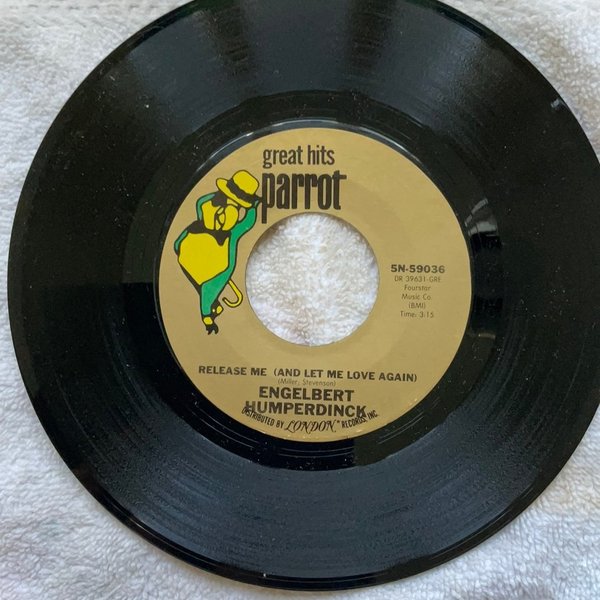 great hits
parrot
5N-59036
DR 39631-GRE
Fourstar
Music Co
(BMI)
Time: 3:15
RELEASE ME (AND LET ME LOVE AGAIN)
(Miller, Stevenson)
ENGELBERT
HUMPERDINCK
DISTRIBUTED BY LONDON RECORDS, INC.